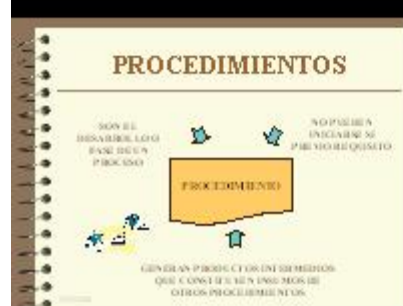 PROCEDIMIENTOS
SON EL
DESARROLLO O
FASE DE UN
PROCESO
NO PUEDEN
INICIARSE SI
PREVIO REQUISITO
PROCEDIMIENTO
GENERAN PRODUCTOS INTERMEDIOS
QUE CONSTITUYEN INSUMOS DE
OTROS PROCEDIMIENTOS